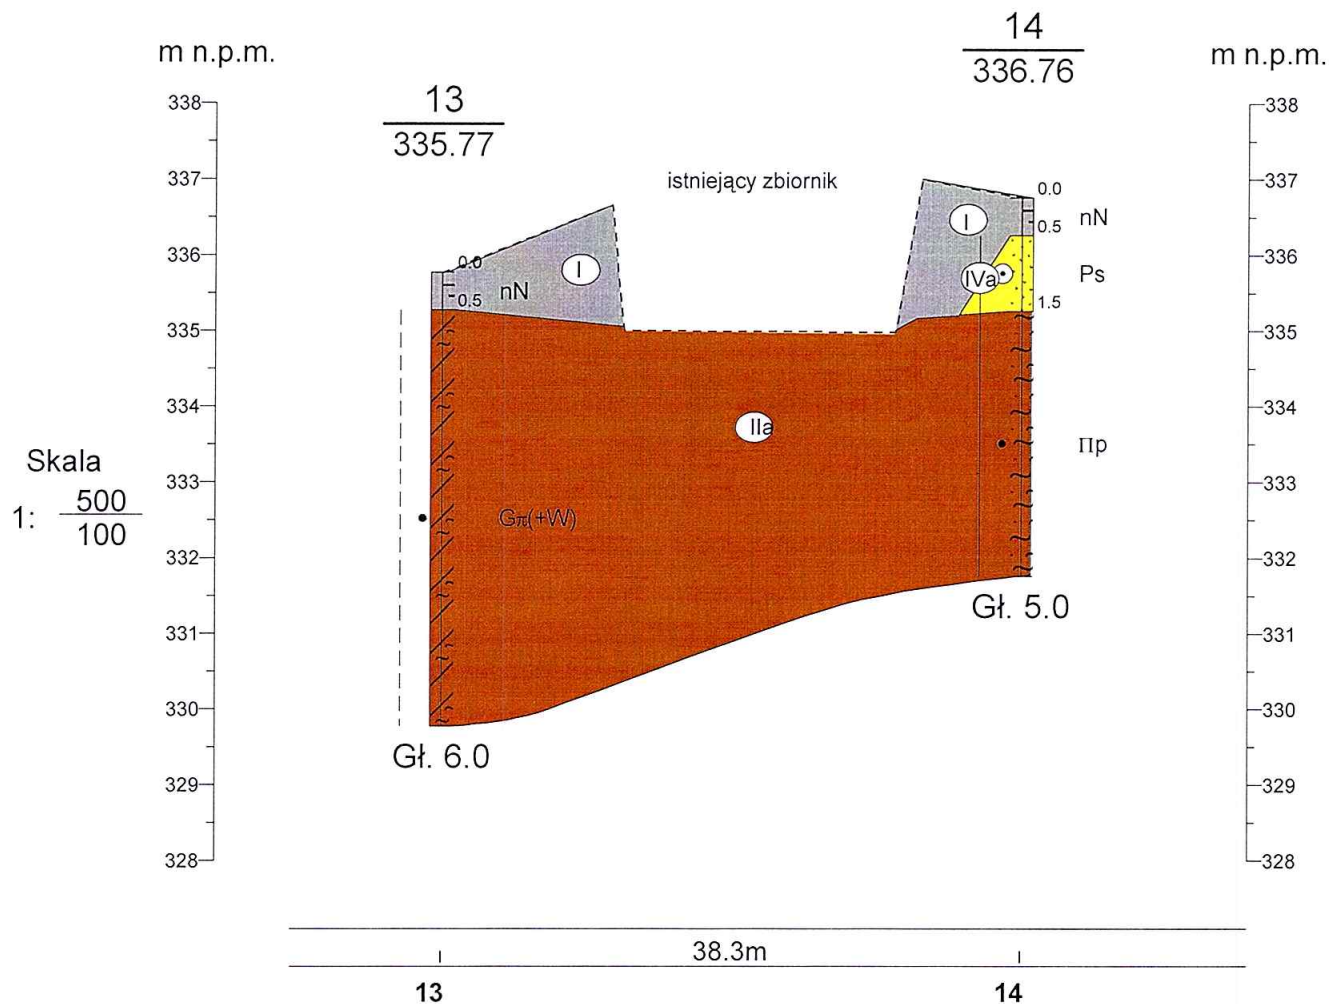 14
336.76
m n.p.m.
m n.p.m.
13
335.77
338
337
336
335
334
333
332
331
330
329
328
338
337
336
335
334
333
332
331
330
329
328
istniejący zbiornik
0.0
0.5
nN
I
I
0.0
0.5
1.5
nN
IVa
Ps
IIa
Πp
Skala
1: 500
100
Gπ(+W)
Gł. 5.0
Gł. 6.0
38.3m
13
14